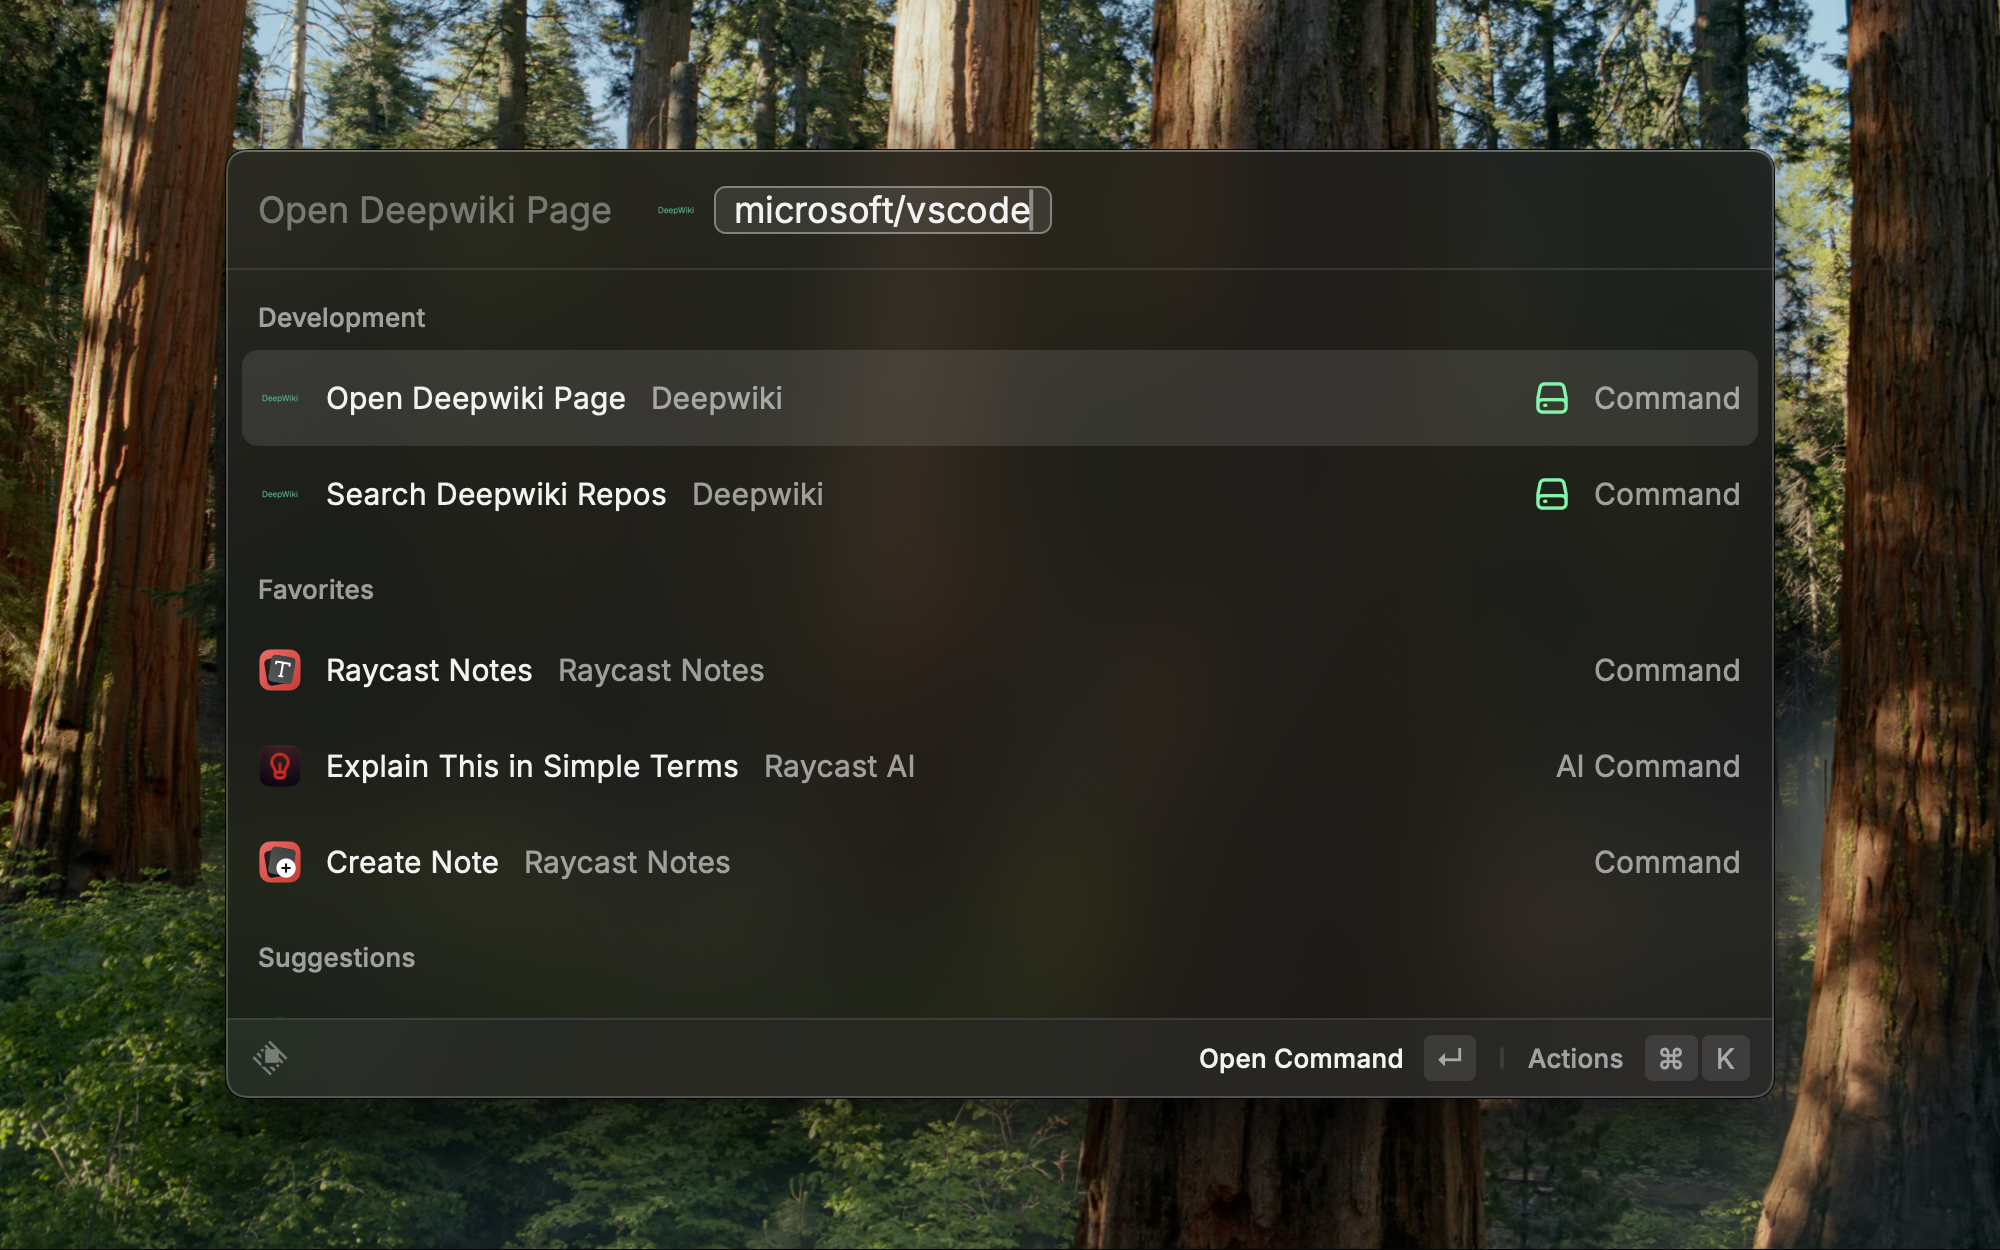 Open Deepwiki Page DeepWiki microsoft/vscode
Development
DeepWiki Open Deepwiki Page Deepwiki Command
DeepWiki Search Deepwiki Repos Deepwiki Command
Favorites
T Raycast Notes Raycast Notes Command
Explain This in Simple Terms Raycast AI AI Command
Create Note Raycast Notes Command
Suggestions
Open Command ↵ Actions ⌘ K